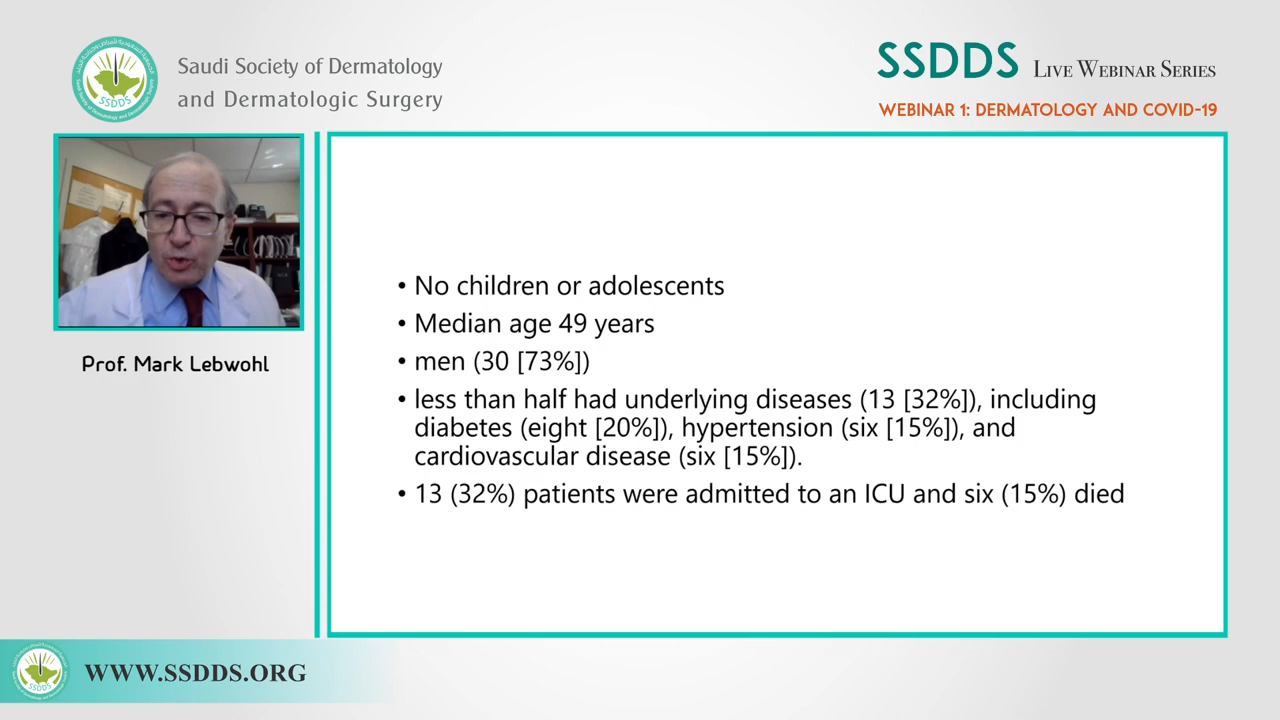 Saudi Society of Dermatology
and Dermatologic Surgery
SSDDS LIVE WEBINAR SERIES
WEBINAR 1: DERMATOLOGY AND COVID-19
Prof. Mark Lebwohl
• No children or adolescents
• Median age 49 years
• men (30 [73%])
• less than half had underlying diseases (13 [32%]), including
diabetes (eight [20%]), hypertension (six [15%]), and
cardiovascular disease (six [15%]).
• 13 (32%) patients were admitted to an ICU and six (15%) died
SSDDS
SSDDS
WWW.SSDDS.ORG